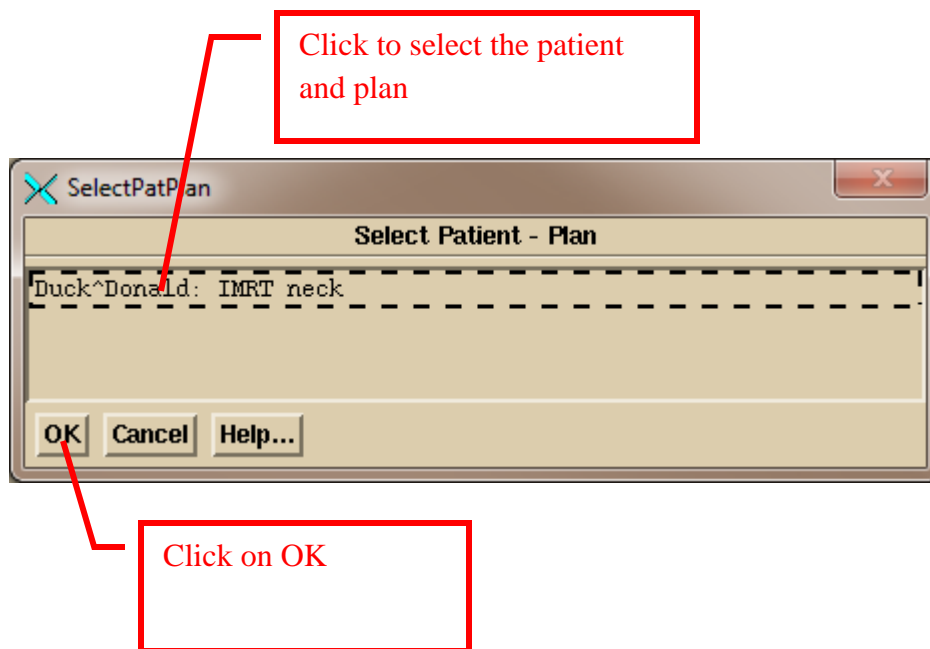 Click to select the patient
and plan
SelectPatPlan
Select Patient - Plan
Duck^Donald: IMRT neck
OK Cancel Help...
Click on OK